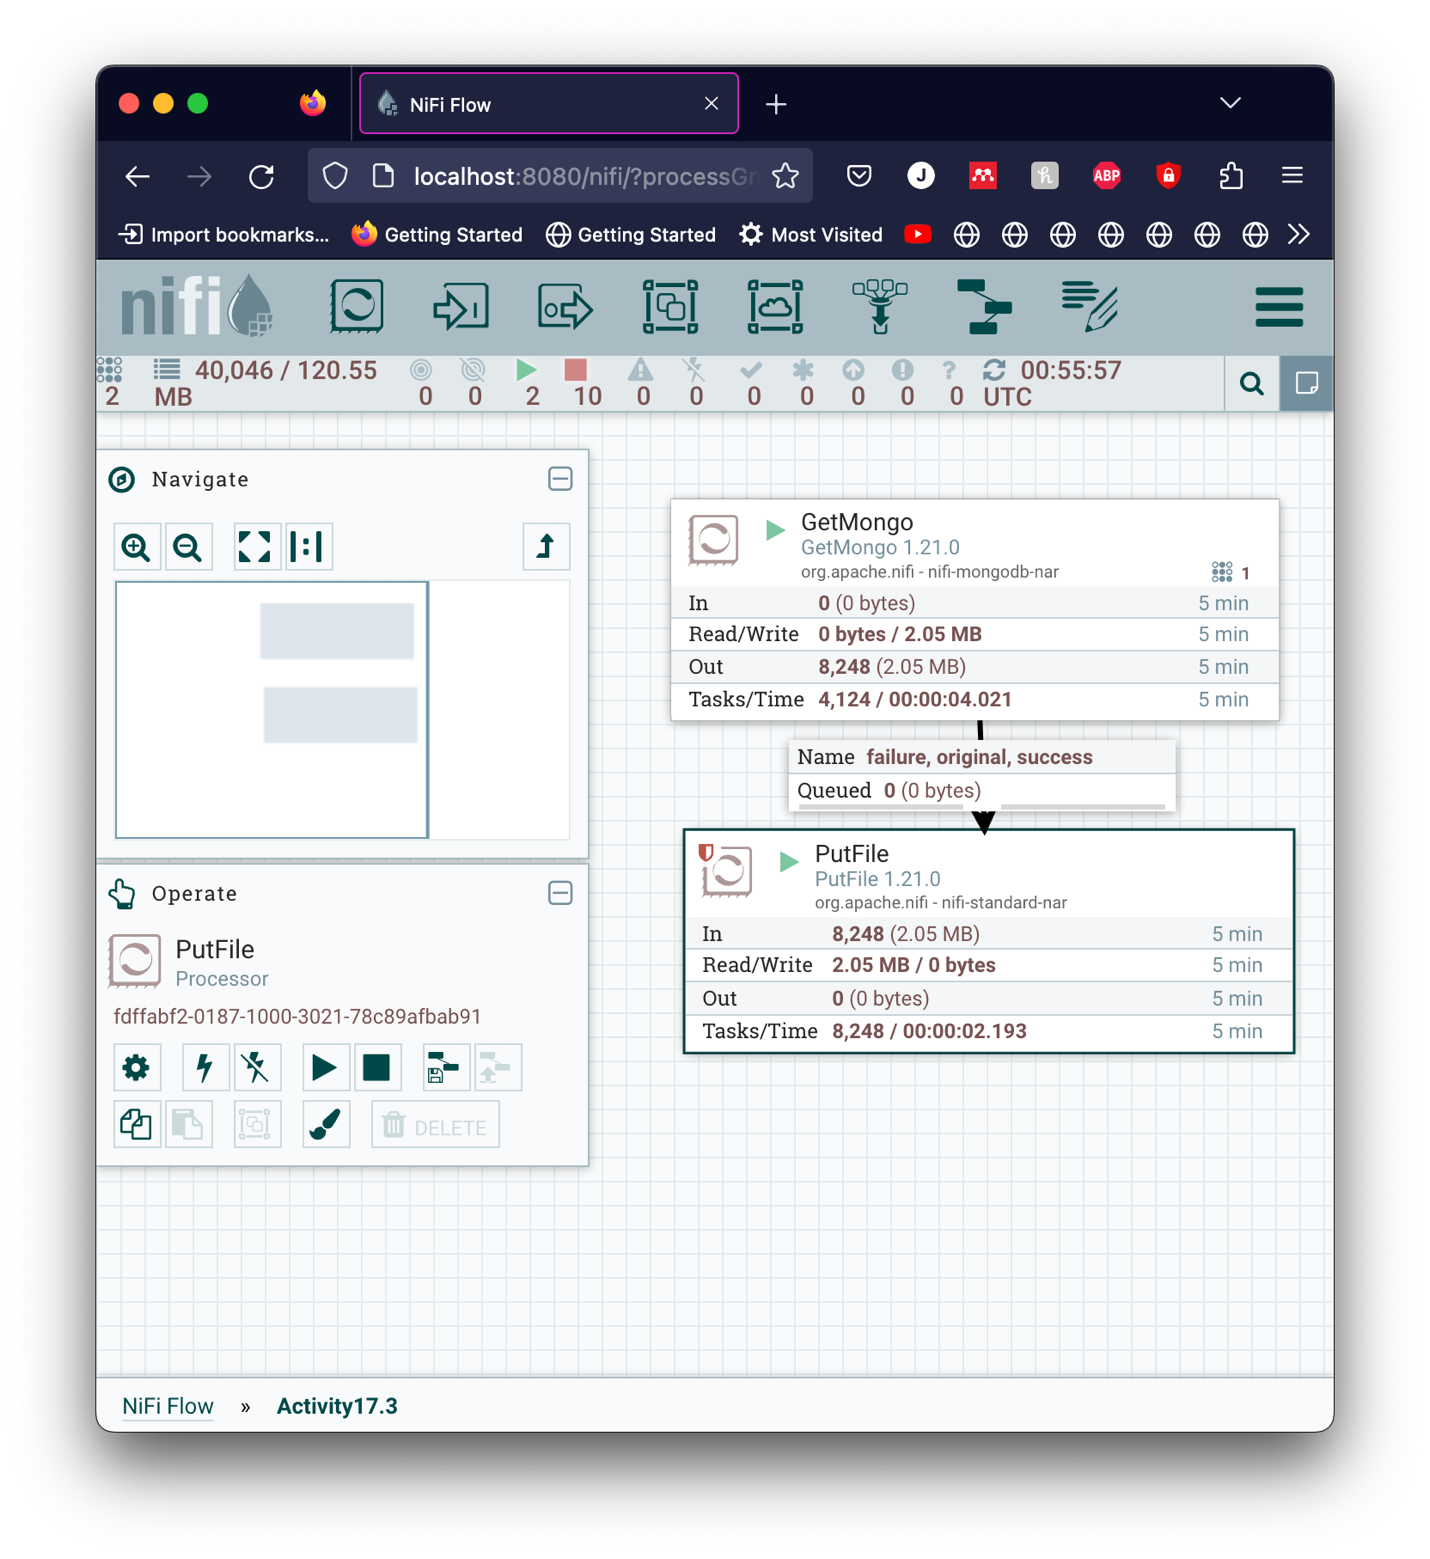 NiFi Flow
localhost:8080/nifi/?processGr
J
h
ABP
Import bookmarks...
Getting Started
Getting Started
Most Visited
nifi
2
40,046 / 120.55 MB
0
0
2
10
0
0
0
0
0
0
? 0
00:55:57 UTC
Navigate
GetMongo
GetMongo 1.21.0
org.apache.nifi - nifi-mongodb-nar
1
In 0 (0 bytes) 5 min
Read/Write 0 bytes / 2.05 MB 5 min
Out 8,248 (2.05 MB) 5 min
Tasks/Time 4,124 / 00:00:04.021 5 min
Name failure, original, success
Queued 0 (0 bytes)
PutFile
PutFile 1.21.0
org.apache.nifi - nifi-standard-nar
In 8,248 (2.05 MB) 5 min
Read/Write 2.05 MB / 0 bytes 5 min
Out 0 (0 bytes) 5 min
Tasks/Time 8,248 / 00:00:02.193 5 min
Operate
PutFile
Processor
fdffabf2-0187-1000-3021-78c89afbab91
DELETE
NiFi Flow » Activity17.3